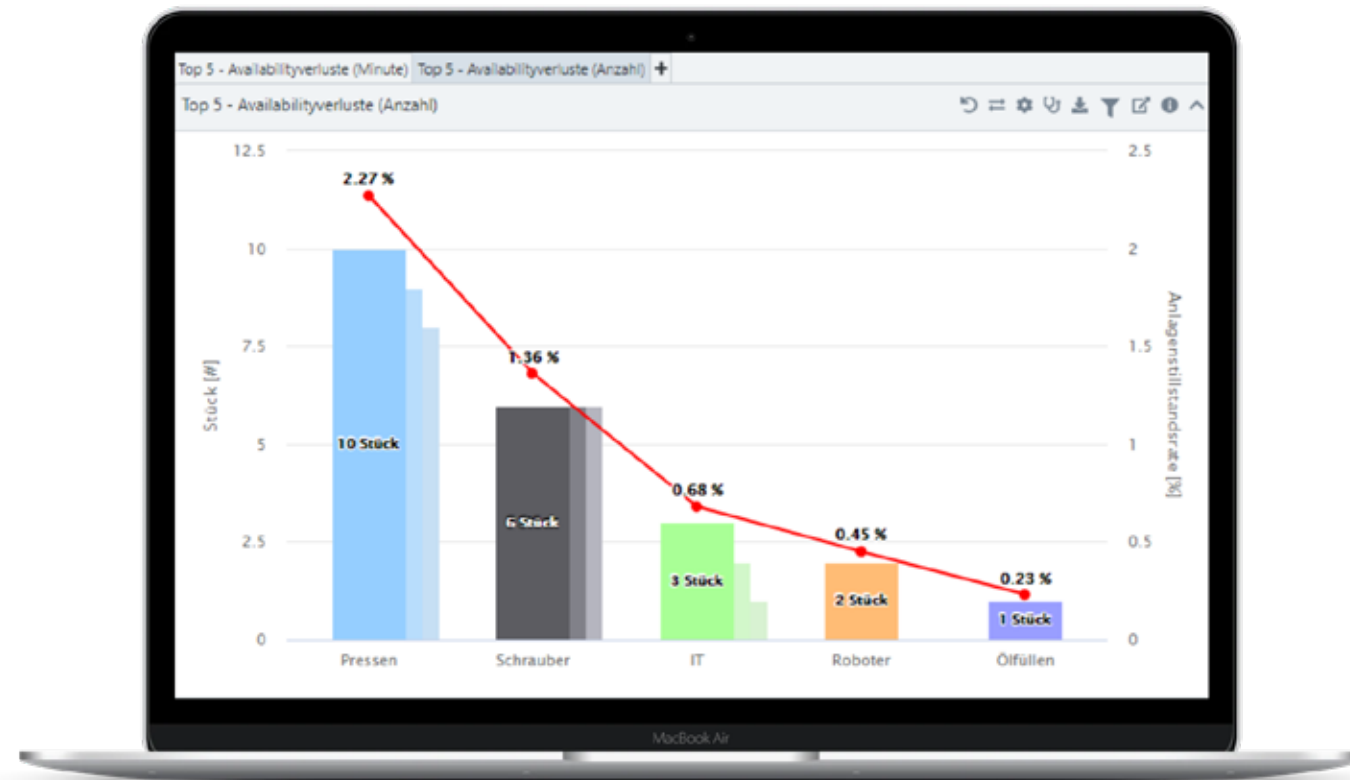 Top 5 - Availabilityverluste (Minute) Top 5 - Availabilityverluste (Anzahl) +
Top 5 - Availabilityverluste (Anzahl)
12.5
2.5
2.27 %
10
2
7.5
1.5
1.36 %
Stück [#]
Anlagenstillstandsrate [%]
5
10 Stück
1
0.68 %
6 Stück
2.5
0.45 %
0.5
3 Stück
0.23 %
2 Stück
1 Stück
0
0
Pressen Schrauber IT Roboter Ölfüllen
MacBook Air